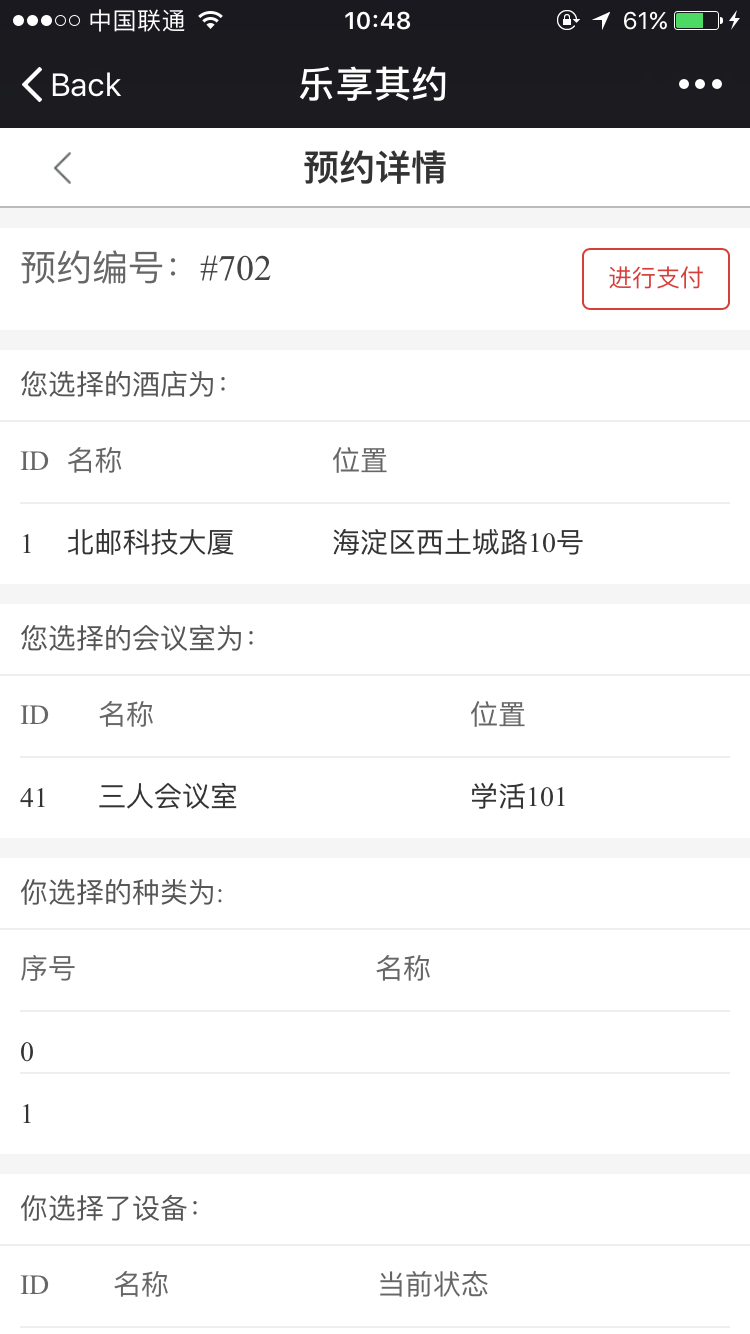 中国联通 10:48 61%
Back 乐享其约
预约详情
预约编号：#702 进行支付
您选择的酒店为：
ID 名称 位置
1 北邮科技大厦 海淀区西土城路10号
您选择的会议室为：
ID 名称 位置
41 三人会议室 学活101
你选择的种类为:
序号 名称
0
1
你选择了设备：
ID 名称 当前状态